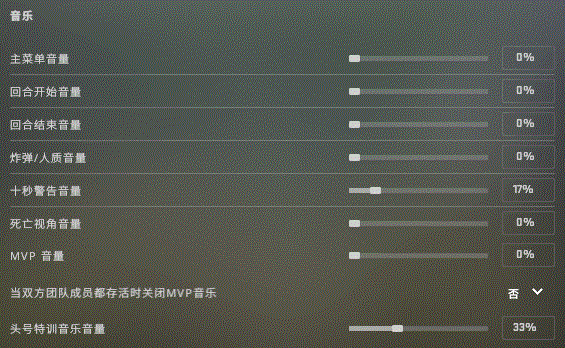 音乐
主菜单音量 0%
回合开始音量 0%
回合结束音量 0%
炸弹/人质音量 0%
十秒警告音量 17%
死亡视角音量 0%
MVP 音量 0%
当双方团队成员都存活时关闭MVP音乐 否
头号特训音乐音量 33%